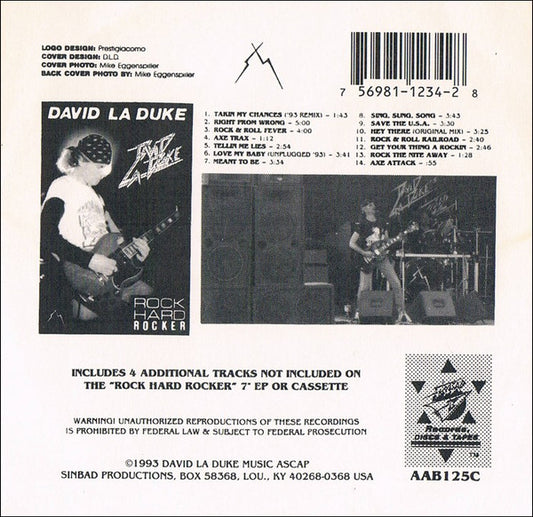 LOGO DESIGN: Prestigiacomo
COVER DESIGN: D.L.D.
COVER PHOTO: Mike Eggenspiller
BACK COVER PHOTO BY: Mike Eggenspiller
7 56981-1234-2 8
DAVID LA DUKE
DAVID
LA DUKE
ROCK
HARD
ROCKER
1. TAKIN MY CHANCES ('93 REMIX) - 1:43
2. RIGHT FROM WRONG - 5:00
3. ROCK & ROLL FEVER - 4:00
4. AXE TRAX - 1:12
5. TELLIN ME LIES - 2:54
6. LOVE MY BABY (UNPLUGGED '93) - 3:41
7. MEANT TO BE - 3:34
8. SING, SUNG, SONG - 3:43
9. SAVE THE U.S.A. - 3:30
10. HEY THERE (ORIGINAL MIX) - 3:25
11. ROCK & ROLL RAILROAD - 2:40
12. GET YOUR THING A ROCKIN - 2:46
13. ROCK THE NITE AWAY - 1:28
14. AXE ATTACK - :55
INCLUDES 4 ADDITIONAL TRACKS NOT INCLUDED ON
THE "ROCK HARD ROCKER" 7" EP OR CASSETTE
WARNING! UNAUTHORIZED REPRODUCTIONS OF THESE RECORDINGS
IS PROHIBITED BY FEDERAL LAW & SUBJECT TO FEDERAL PROSECUTION
©1993 DAVID LA DUKE MUSIC ASCAP
SINBAD PRODUCTIONS, BOX 58368, LOU., KY 40268-0368 USA
Records,
DISCS & TAPES
TM
AAB125C